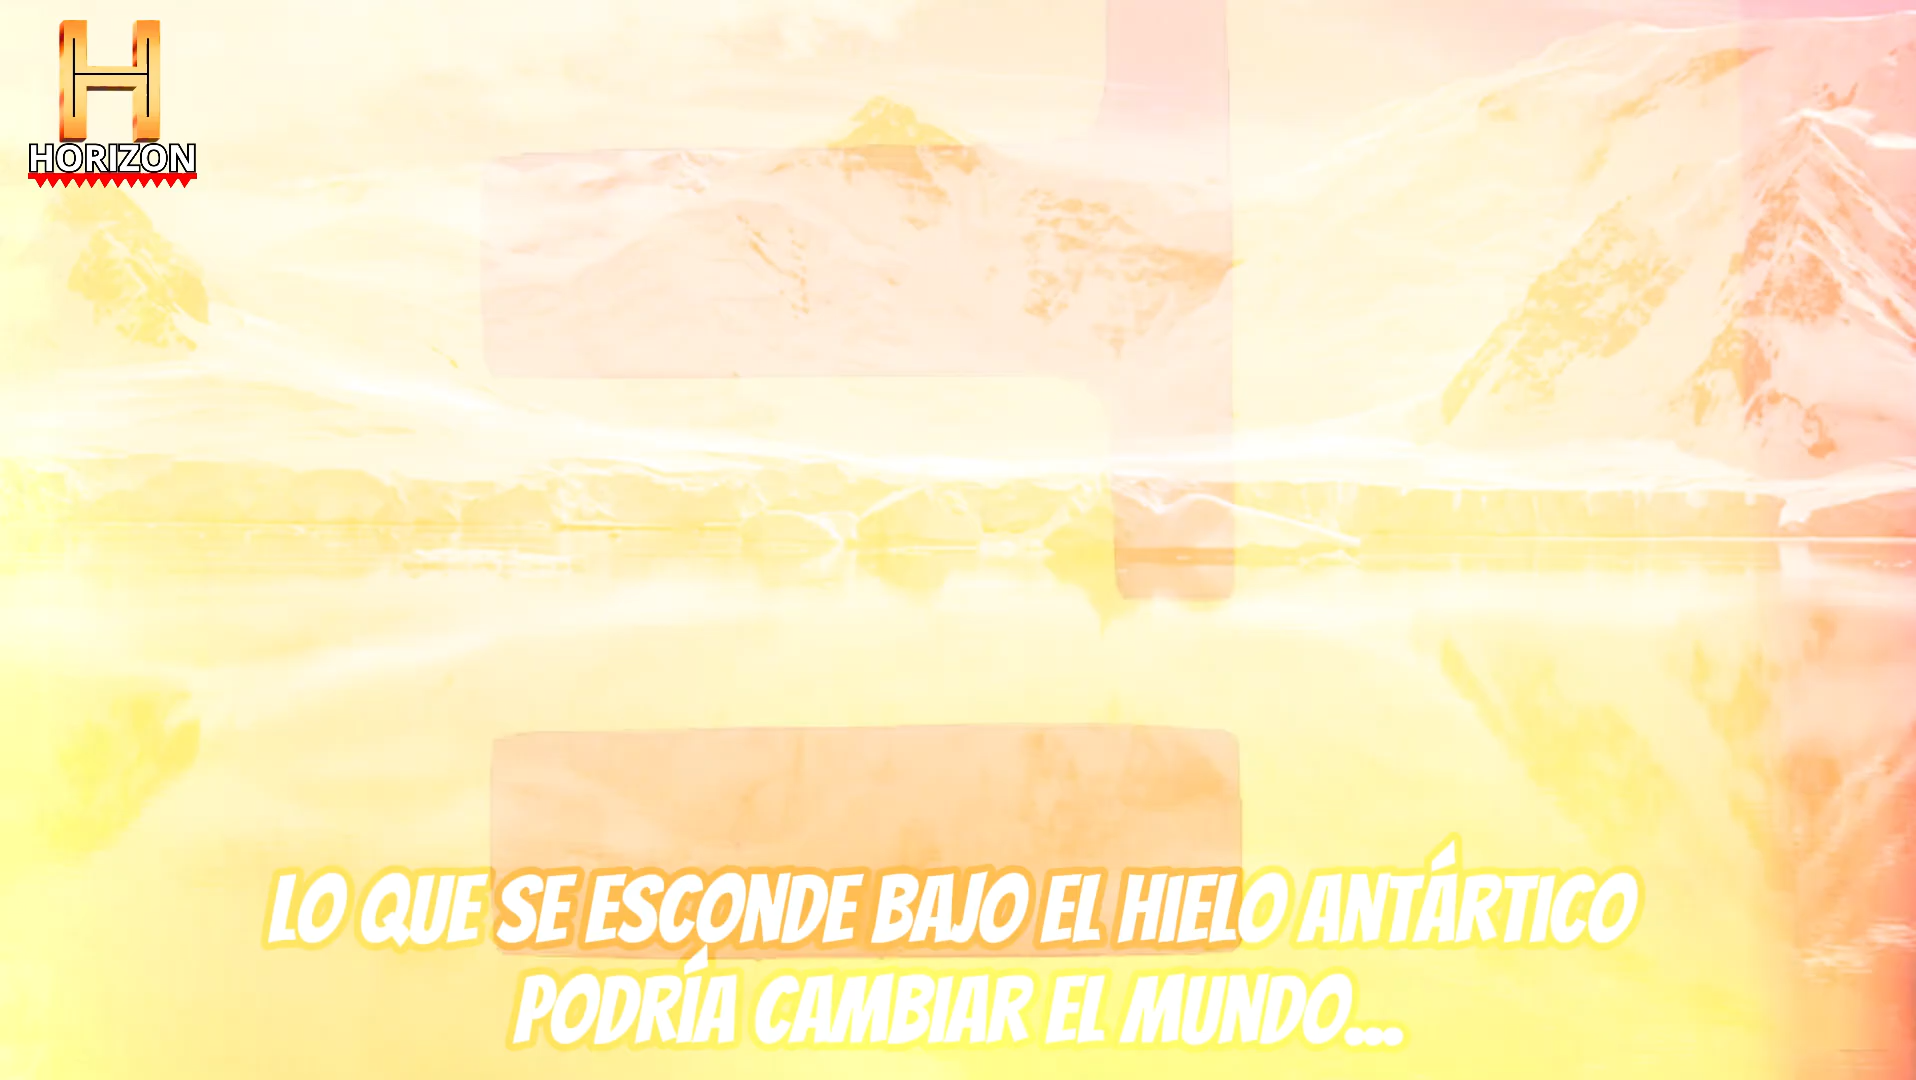 H
HORIZON
LO QUE SE ESCONDE BAJO EL HIELO ANTÁRTICO
PODRÍA CAMBIAR EL MUNDO...